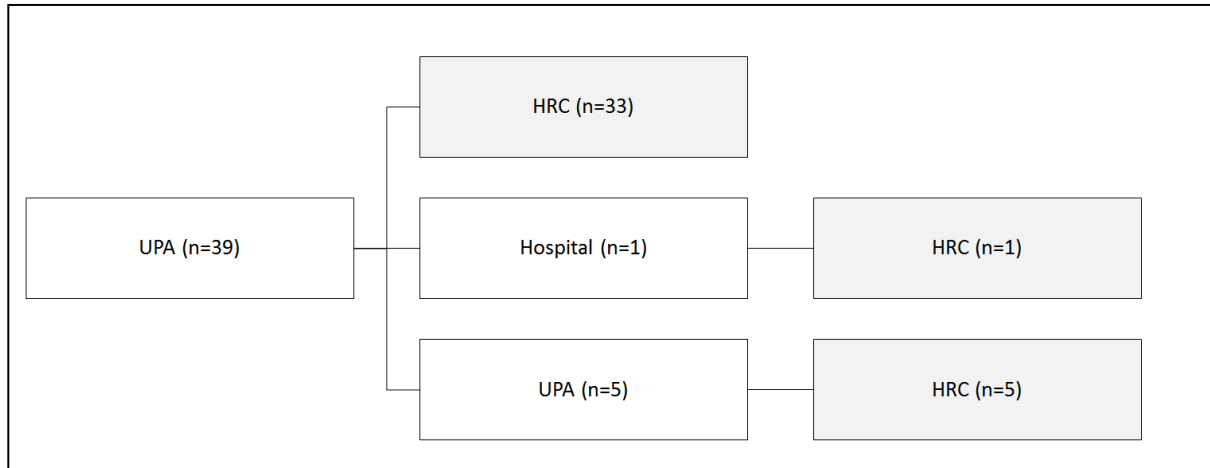 HRC (n=33)
UPA (n=39)
Hospital (n=1)
HRC (n=1)
UPA (n=5)
HRC (n=5)